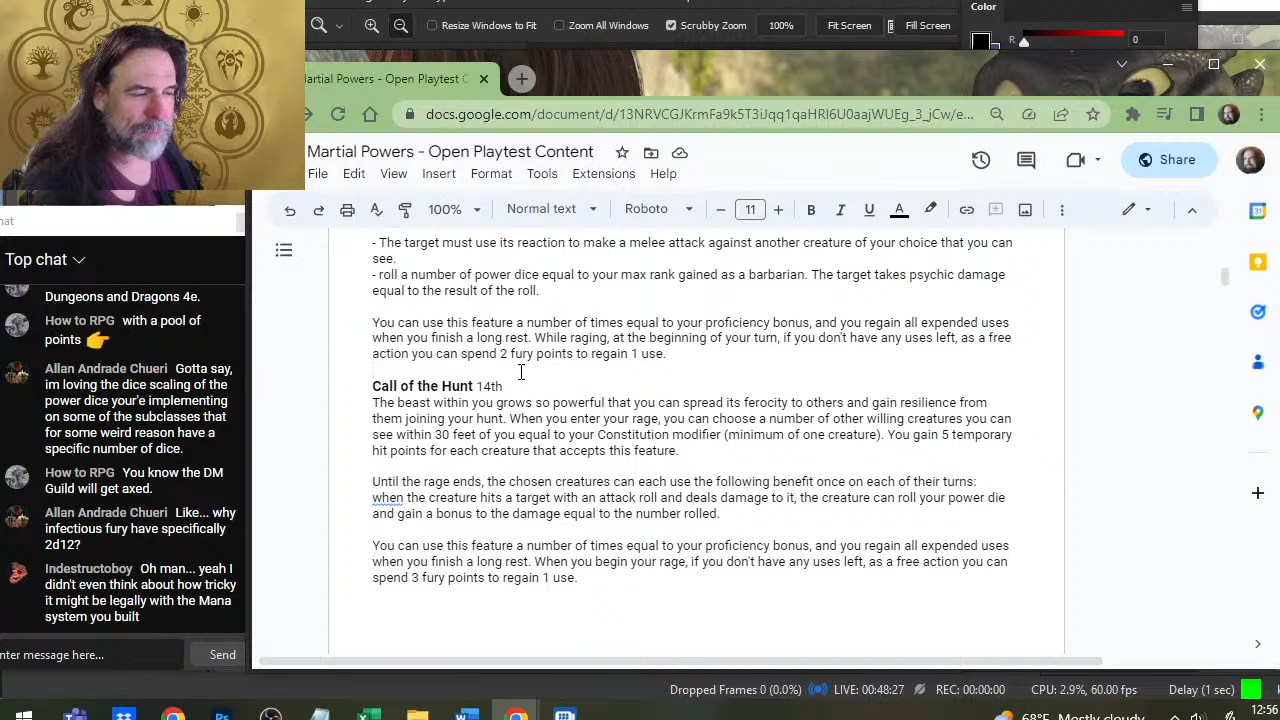 Resize Windows to Fit
Zoom All Windows
Scrubby Zoom
100%
Fit Screen
Fill Screen
Color
R
0
Martial Powers - Open Playtest C
docs.google.com/document/d/13NRVCGJKrmFa9k5T3iJqq1qaHRl6U0aajWUEg_3_jCw/e...
Martial Powers - Open Playtest Content
File Edit View Insert Format Tools Extensions Help
Share
100% Normal text Roboto 11 B I U A
- The target must use its reaction to make a melee attack against another creature of your choice that you can
see.
- roll a number of power dice equal to your max rank gained as a barbarian. The target takes psychic damage
equal to the result of the roll.
You can use this feature a number of times equal to your proficiency bonus, and you regain all expended uses
when you finish a long rest. While raging, at the beginning of your turn, if you don't have any uses left, as a free
action you can spend 2 fury points to regain 1 use.
Call of the Hunt 14th
The beast within you grows so powerful that you can spread its ferocity to others and gain resilience from
them joining your hunt. When you enter your rage, you can choose a number of other willing creatures you can
see within 30 feet of you equal to your Constitution modifier (minimum of one creature). You gain 5 temporary
hit points for each creature that accepts this feature.
Until the rage ends, the chosen creatures can each use the following benefit once on each of their turns:
when the creature hits a target with an attack roll and deals damage to it, the creature can roll your power die
and gain a bonus to the damage equal to the number rolled.
You can use this feature a number of times equal to your proficiency bonus, and you regain all expended uses
when you finish a long rest. When you begin your rage, if you don't have any uses left, as a free action you can
spend 3 fury points to regain 1 use.
hat
Top chat
Dungeons and Dragons 4e.
How to RPG with a pool of
points
Allan Andrade Chueri Gotta say,
im loving the dice scaling of the
power dice your'e implementing
on some of the subclasses that
for some weird reason have a
specific number of dice.
How to RPG You know the DM
Guild will get axed.
Allan Andrade Chueri Like... why
infectious fury have specifically
2d12?
Indestructoboy Oh man... yeah I
didn't even think about how tricky
it might be legally with the Mana
system you built
enter message here...
Send
Dropped Frames 0 (0.0%) LIVE: 00:48:27 REC: 00:00:00 CPU: 2.9%, 60.00 fps Delay (1 sec)
68°F Mostly cloudy
12:56